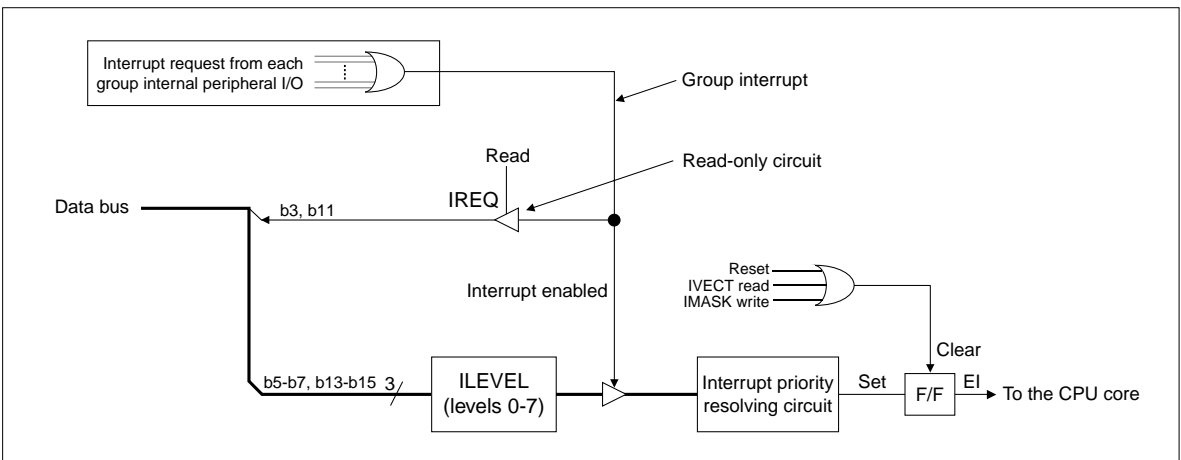 Interrupt request from each
group internal peripheral I/O
Group interrupt
Read
Read-only circuit
IREQ
Data bus
b3, b11
Reset
IVECT read
IMASK write
Interrupt enabled
Clear
b5-b7, b13-b15 3
ILEVEL
(levels 0-7)
Interrupt priority
resolving circuit
Set
F/F
EI
To the CPU core